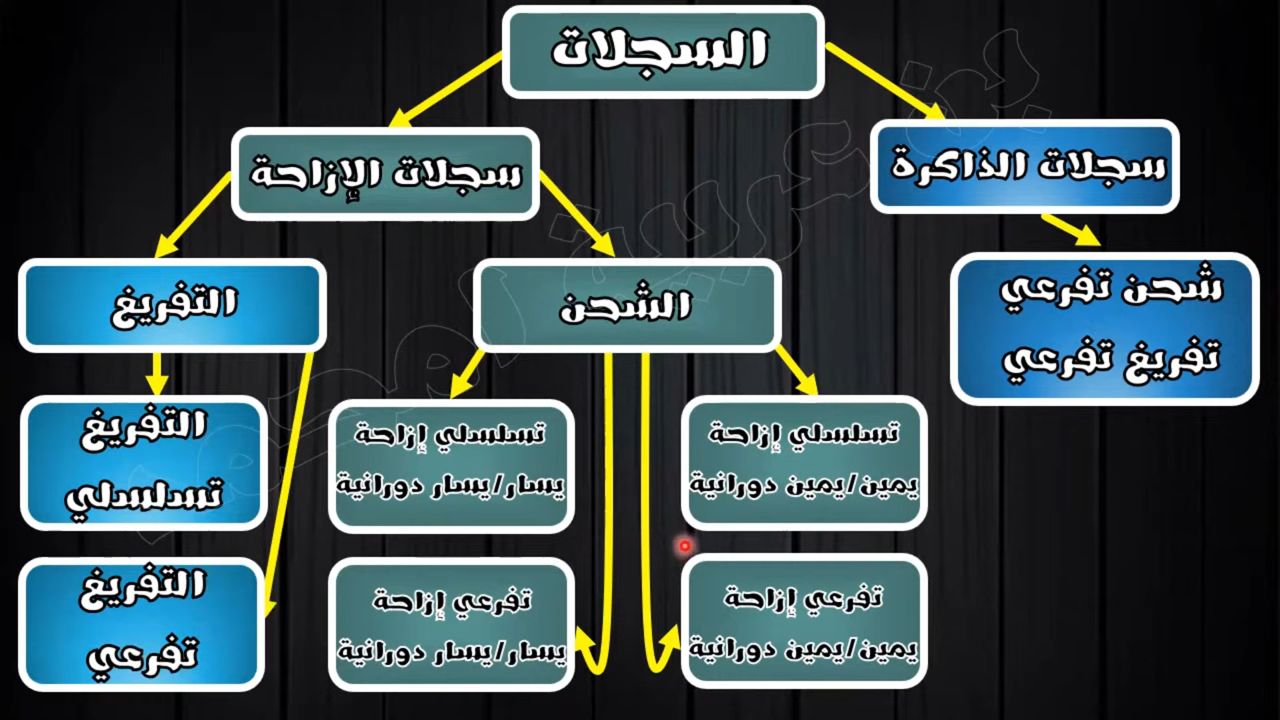 السجلات
سجلات الذاكرة
سجلات الإزاحة
شحن تفرعي
تفريغ تفرعي
الشحن
التفريغ
تسلسلي إزاحة
يمين/يمين دورانية
تسلسلي إزاحة
يسار/يسار دورانية
التفريغ
تسلسلي
تفرعي إزاحة
يمين/يمين دورانية
تفرعي إزاحة
يسار/يسار دورانية
التفريغ
تفرعي